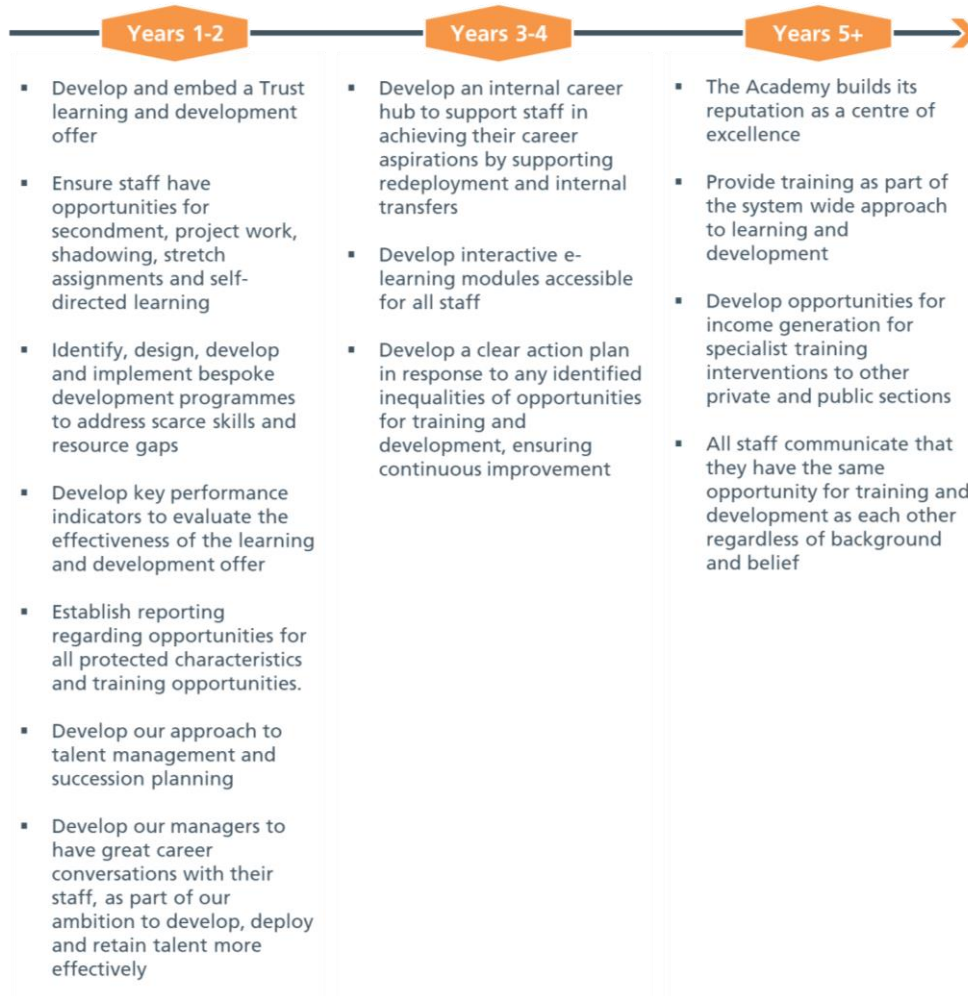 Years 1-2
Years 3-4
Years 5+
▪ Develop and embed a Trust
learning and development
offer
▪ Ensure staff have
opportunities for
secondment, project work,
shadowing, stretch
assignments and self-
directed learning
▪ Identify, design, develop
and implement bespoke
development programmes
to address scarce skills and
resource gaps
▪ Develop key performance
indicators to evaluate the
effectiveness of the learning
and development offer
▪ Establish reporting
regarding opportunities for
all protected characteristics
and training opportunities.
▪ Develop our approach to
talent management and
succession planning
▪ Develop our managers to
have great career
conversations with their
staff, as part of our
ambition to develop, deploy
and retain talent more
effectively
▪ Develop an internal career
hub to support staff in
achieving their career
aspirations by supporting
redeployment and internal
transfers
▪ Develop interactive e-
learning modules accessible
for all staff
▪ Develop a clear action plan
in response to any identified
inequalities of opportunities
for training and
development, ensuring
continuous improvement
▪ The Academy builds its
reputation as a centre of
excellence
▪ Provide training as part of
the system wide approach
to learning and
development
▪ Develop opportunities for
income generation for
specialist training
interventions to other
private and public sections
▪ All staff communicate that
they have the same
opportunity for training and
development as each other
regardless of background
and belief